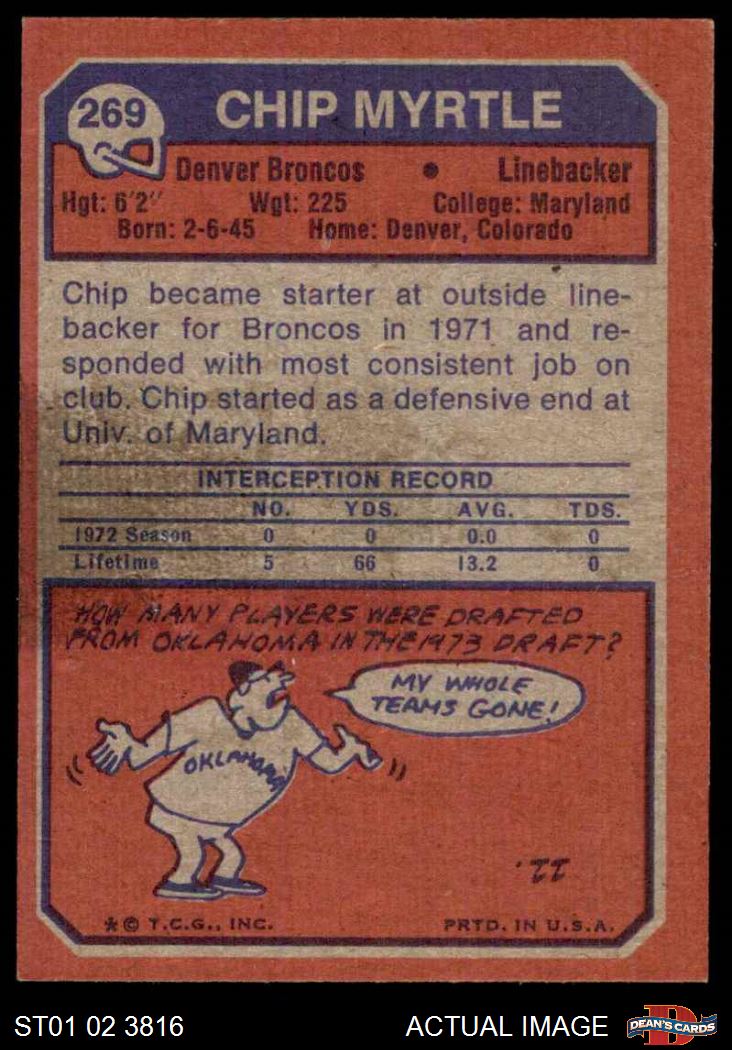 269
CHIP MYRTLE
Denver Broncos • Linebacker
Hgt: 6'2" Wgt: 225 College: Maryland
Born: 2-6-45 Home: Denver, Colorado
Chip became starter at outside line-
backer for Broncos in 1971 and re-
sponded with most consistent job on
club. Chip started as a defensive end at
Univ. of Maryland.
INTERCEPTION RECORD
NO. YDS. AVG. TDS.
1972 Season 0 0 0.0 0
Lifetime 5 66 13.2 0
HOW MANY PLAYERS WERE DRAFTED
FROM OKLAHOMA IN THE 1973 DRAFT?
MY WHOLE
TEAMS GONE!
OKLAHOMA
22.
*© T.C.G., INC. PRTD. IN U.S.A.
ST01 02 3816 ACTUAL IMAGE DEAN'S CARDS